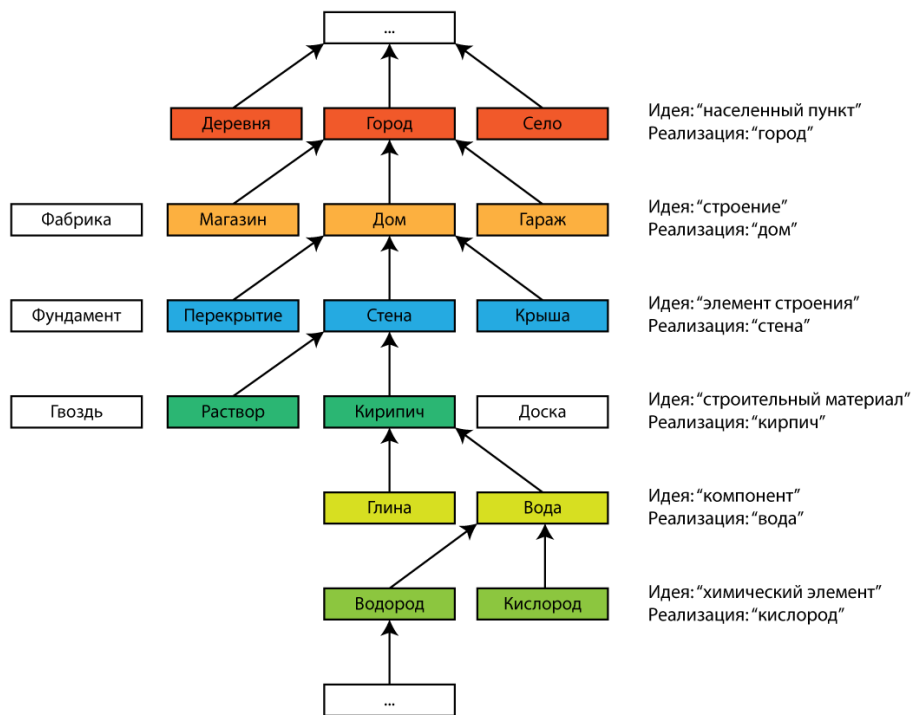 ...
Деревня
Город
Село
Идея: “населенный пункт”
Реализация: “город”
Фабрика
Магазин
Дом
Гараж
Идея: “строение”
Реализация: “дом”
Фундамент
Перекрытие
Стена
Крыша
Идея: “элемент строения”
Реализация: “стена”
Гвоздь
Раствор
Кирипич
Доска
Идея: “строительный материал”
Реализация: “кирпич”
Глина
Вода
Идея: “компонент”
Реализация: “вода”
Водород
Кислород
Идея: “химический элемент”
Реализация: “кислород”
...